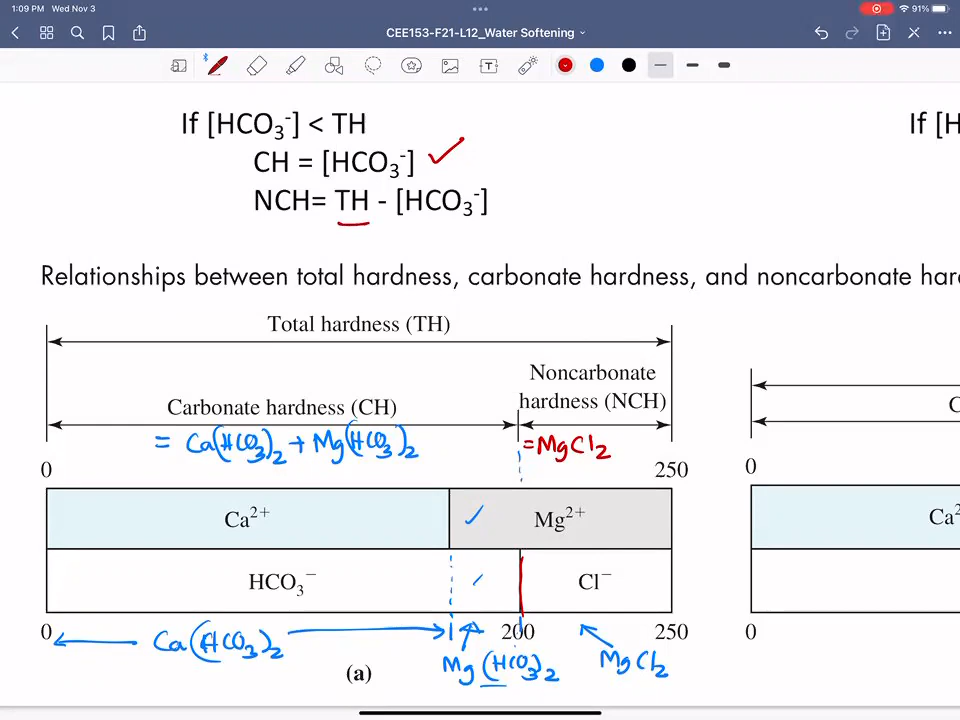 1:09 PM Wed Nov 3
91%
CEE153-F21-L12_Water Softening
If [HCO₃⁻] < TH
If [H
CH = [HCO₃⁻]
NCH= TH - [HCO₃⁻]
Relationships between total hardness, carbonate hardness, and noncarbonate har
Total hardness (TH)
Noncarbonate
hardness (NCH)
Carbonate hardness (CH)
C
= Ca(HCO₃)₂ + Mg(HCO₃)₂
= MgCl₂
0
250
0
Ca²⁺
Mg²⁺
Ca²
HCO₃⁻
Cl⁻
0
200
250
0
Ca(HCO₃)₂
Mg(HCO₃)₂
MgCl₂
(a)